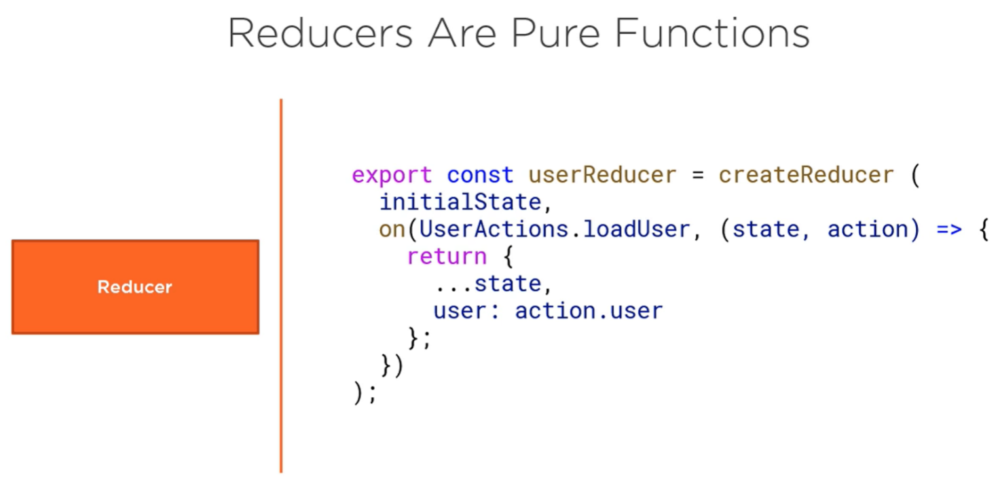 Reducers Are Pure Functions
Reducer
export const userReducer = createReducer (
  initialState,
  on(UserActions.loadUser, (state, action) => {
    return {
      ...state,
      user: action.user
    };
  })
);